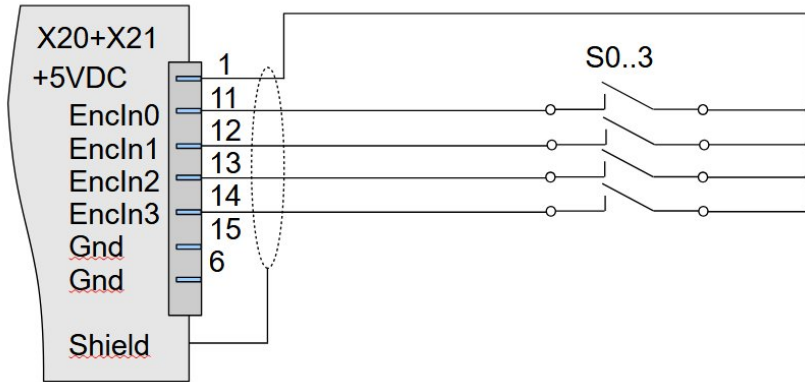 X20+X21
S0..3
+5VDC 1
EncIn0 11
EncIn1 12
EncIn2 13
EncIn3 14
Gnd 15
Gnd 6
Shield